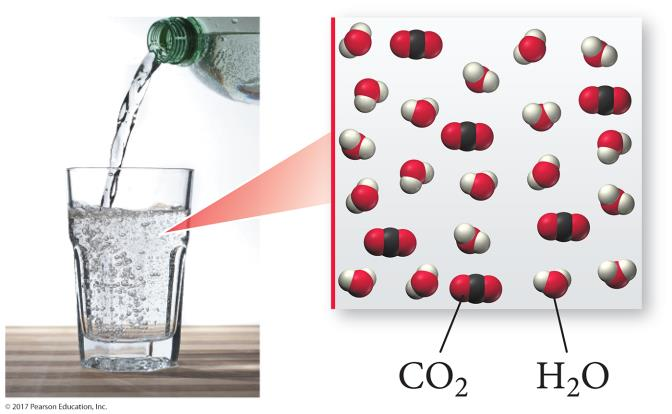 CO₂ H₂O
© 2017 Pearson Education, Inc.